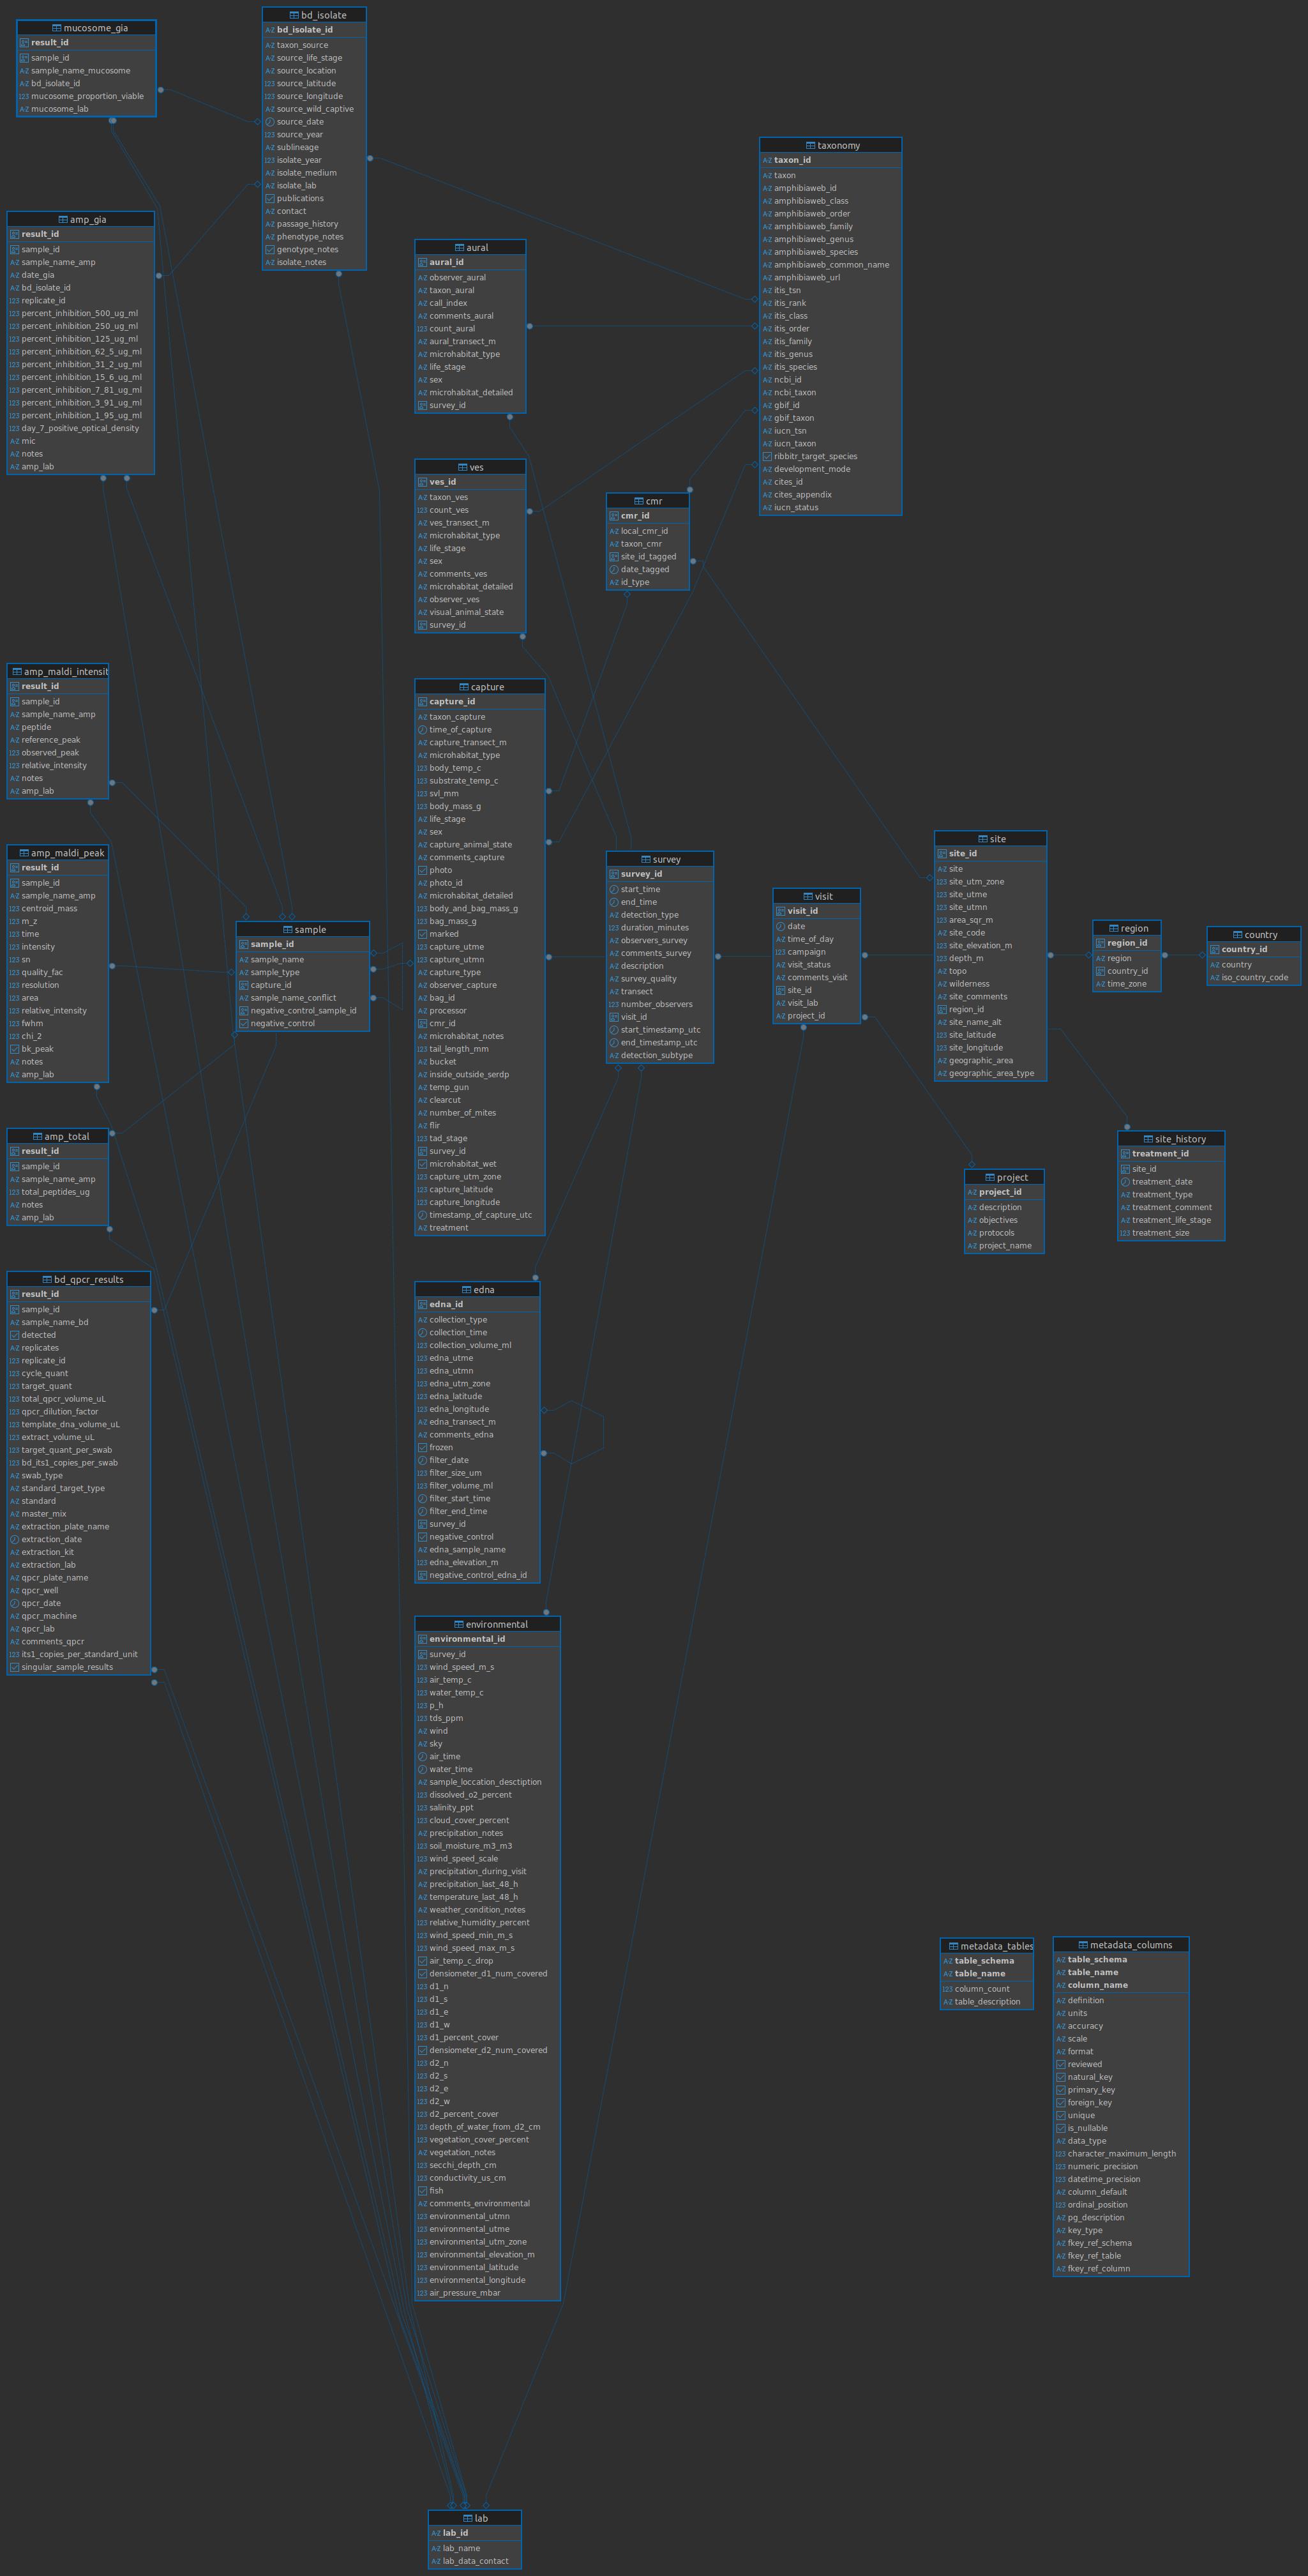 mucosome_gia
result_id
sample_id
sample_name_mucosome
bd_isolate_id
mucosome_proportion_viable
mucosome_lab
bd_isolate
bd_isolate_id
taxon_source
source_life_stage
source_location
source_latitude
source_longitude
source_wild_captive
source_date
source_year
sublineage
isolate_year
isolate_medium
isolate_lab
publications
contact
passage_history
phenotype_notes
genotype_notes
isolate_notes
taxonomy
taxon_id
taxon
amphibiaweb_id
amphibiaweb_class
amphibiaweb_order
amphibiaweb_family
amphibiaweb_genus
amphibiaweb_species
amphibiaweb_common_name
amphibiaweb_url
itis_tsn
itis_rank
itis_class
itis_order
itis_family
itis_genus
itis_species
ncbi_id
ncbi_taxon
gbif_id
gbif_taxon
iucn_tsn
iucn_taxon
ribbitr_target_species
development_mode
cites_id
cites_appendix
iucn_status
amp_gia
result_id
sample_id
sample_name_amp
date_gia
bd_isolate_id
replicate_id
percent_inhibition_500_ug_ml
percent_inhibition_250_ug_ml
percent_inhibition_125_ug_ml
percent_inhibition_62_5_ug_ml
percent_inhibition_31_2_ug_ml
percent_inhibition_15_6_ug_ml
percent_inhibition_7_81_ug_ml
percent_inhibition_3_91_ug_ml
percent_inhibition_1_95_ug_ml
day_7_positive_optical_density
mic
notes
amp_lab
aural
aural_id
observer_aural
taxon_aural
call_index
comments_aural
count_aural
aural_transect_m
microhabitat_type
life_stage
sex
microhabitat_detailed
survey_id
ves
ves_id
taxon_ves
count_ves
ves_transect_m
microhabitat_type
life_stage
sex
comments_ves
microhabitat_detailed
observer_ves
visual_animal_state
survey_id
cmr
cmr_id
local_cmr_id
taxon_cmr
site_id_tagged
date_tagged
id_type
amp_maldi_intensit
result_id
sample_id
sample_name_amp
peptide
reference_peak
observed_peak
relative_intensity
notes
amp_lab
capture
capture_id
taxon_capture
time_of_capture
capture_transect_m
microhabitat_type
body_temp_c
substrate_temp_c
svl_mm
body_mass_g
life_stage
sex
capture_animal_state
comments_capture
photo
photo_id
microhabitat_detailed
body_and_bag_mass_g
bag_mass_g
marked
capture_utme
capture_utmn
capture_type
observer_capture
bag_id
processor
cmr_id
microhabitat_notes
tail_length_mm
bucket
inside_outside_serdp
temp_gun
clearcut
number_of_mites
flir
tad_stage
survey_id
microhabitat_wet
capture_utm_zone
capture_latitude
capture_longitude
timestamp_of_capture_utc
treatment
amp_maldi_peak
result_id
sample_id
sample_name_amp
centroid_mass
m_z
time
intensity
sn
quality_fac
resolution
area
relative_intensity
fwhm
chi_2
bk_peak
notes
amp_lab
sample
sample_id
sample_name
sample_type
capture_id
sample_name_conflict
negative_control_sample_id
negative_control
survey
survey_id
start_time
end_time
detection_type
duration_minutes
observers_survey
comments_survey
description
survey_quality
transect
number_observers
visit_id
start_timestamp_utc
end_timestamp_utc
detection_subtype
visit
visit_id
date
time_of_day
campaign
visit_status
comments_visit
site_id
visit_lab
project_id
site
site_id
site
site_utm_zone
site_utme
site_utmn
area_sqr_m
site_code
site_elevation_m
depth_m
topo
wilderness
site_comments
region_id
site_name_alt
site_latitude
site_longitude
geographic_area
geographic_area_type
region
region_id
region
country_id
time_zone
country
country_id
country
iso_country_code
amp_total
result_id
sample_id
sample_name_amp
total_peptides_ug
notes
amp_lab
project
project_id
description
objectives
protocols
project_name
site_history
treatment_id
site_id
treatment_date
treatment_type
treatment_comment
treatment_life_stage
treatment_size
bd_qpcr_results
result_id
sample_id
sample_name_bd
detected
replicates
replicate_id
cycle_quant
target_quant
total_qpcr_volume_uL
qpcr_dilution_factor
template_dna_volume_uL
extract_volume_uL
target_quant_per_swab
bd_its1_copies_per_swab
swab_type
standard_target_type
standard
master_mix
extraction_plate_name
extraction_date
extraction_kit
extraction_lab
qpcr_plate_name
qpcr_well
qpcr_date
qpcr_machine
qpcr_lab
comments_qpcr
its1_copies_per_standard_unit
singular_sample_results
edna
edna_id
collection_type
collection_time
collection_volume_ml
edna_utme
edna_utmn
edna_utm_zone
edna_latitude
edna_longitude
edna_transect_m
comments_edna
frozen
filter_date
filter_size_um
filter_volume_ml
filter_start_time
filter_end_time
survey_id
negative_control
edna_sample_name
edna_elevation_m
negative_control_edna_id
environmental
environmental_id
survey_id
wind_speed_m_s
air_temp_c
water_temp_c
p_h
tds_ppm
wind
sky
air_time
water_time
sample_loccation_desctiption
dissolved_o2_percent
salinity_ppt
cloud_cover_percent
precipitation_notes
soil_moisture_m3_m3
wind_speed_scale
precipitation_during_visit
precipitation_last_48_h
temperature_last_48_h
weather_condition_notes
relative_humidity_percent
wind_speed_min_m_s
wind_speed_max_m_s
air_temp_c_drop
densiometer_d1_num_covered
d1_n
d1_s
d1_e
d1_w
d1_percent_cover
densiometer_d2_num_covered
d2_n
d2_s
d2_e
d2_w
d2_percent_cover
depth_of_water_from_d2_cm
vegetation_cover_percent
vegetation_notes
secchi_depth_cm
conductivity_us_cm
fish
comments_environmental
environmental_utmn
environmental_utme
environmental_utm_zone
environmental_elevation_m
environmental_latitude
environmental_longitude
air_pressure_mbar
metadata_tables
table_schema
table_name
column_count
table_description
metadata_columns
table_schema
table_name
column_name
definition
units
accuracy
scale
format
reviewed
natural_key
primary_key
foreign_key
unique
is_nullable
data_type
character_maximum_length
numeric_precision
datetime_precision
column_default
ordinal_position
pg_description
key_type
fkey_ref_schema
fkey_ref_table
fkey_ref_column
lab
lab_id
lab_name
lab_data_contact